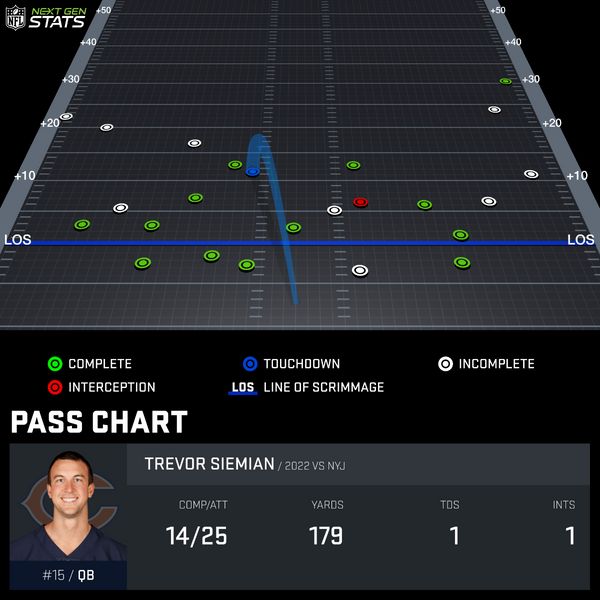 NFL NEXT GEN STATS
+50 +50
+40 +40
+30 +30
+20 +20
+10 +10
LOS LOS
COMPLETE TOUCHDOWN INCOMPLETE
INTERCEPTION LOS LINE OF SCRIMMAGE
PASS CHART
TREVOR SIEMIAN / 2022 VS NYJ
COMP/ATT YARDS TDS INTS
14/25 179 1 1
#15 / QB